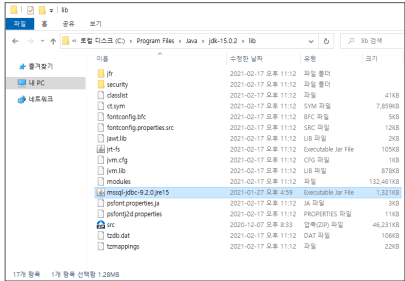 lib
파일 홈 공유 보기
« 로컬 디스크 (C:) › Program Files › Java › jdk-15.0.2 › lib
lib 검색
이름 수정한 날짜 유형 크기
즐겨찾기
내 PC
네트워크
jfr 2021-02-17 오후 11:12 파일 폴더
security 2021-02-17 오후 11:12 파일 폴더
classlist 2021-02-17 오후 11:12 파일 41KB
ct.sym 2021-02-17 오후 11:12 SYM 파일 7,859KB
fontconfig.bfc 2021-02-17 오후 11:12 BFC 파일 5KB
fontconfig.properties.src 2021-02-17 오후 11:12 SRC 파일 12KB
jawt.lib 2021-02-17 오후 11:12 LIB 파일 2KB
jrt-fs 2021-02-17 오후 11:12 Executable Jar File 105KB
jvm.cfg 2021-02-17 오후 11:12 CFG 파일 1KB
jvm.lib 2021-02-17 오후 11:12 LIB 파일 878KB
modules 2021-02-17 오후 11:12 파일 132,461KB
mssql-jdbc-9.2.0.jre15 2021-01-27 오후 4:59 Executable Jar File 1,321KB
psfont.properties.ja 2021-02-17 오후 11:12 JA 파일 3KB
psfontj2d.properties 2021-02-17 오후 11:12 PROPERTIES 파일 11KB
src 2020-12-07 오후 8:33 압축(ZIP) 파일 46,231KB
tzdb.dat 2021-02-17 오후 11:12 DAT 파일 106KB
tzmappings 2021-02-17 오후 11:12 파일 22KB
17개 항목 1개 항목 선택함 1.28MB